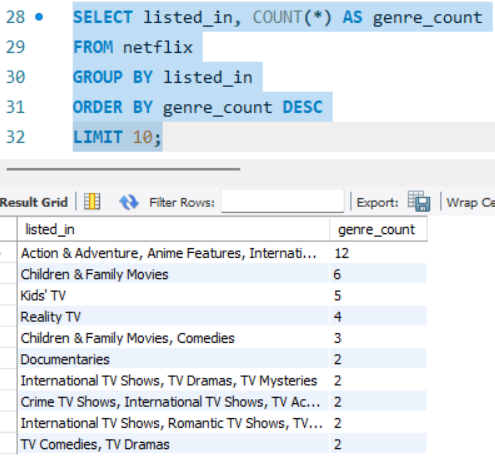 28 SELECT listed_in, COUNT(*) AS genre_count
29 FROM netflix
30 GROUP BY listed_in
31 ORDER BY genre_count DESC
32 LIMIT 10;
Result Grid Filter Rows: Export: Wrap Ce
listed_in genre_count
Action & Adventure, Anime Features, Internati... 12
Children & Family Movies 6
Kids' TV 5
Reality TV 4
Children & Family Movies, Comedies 3
Documentaries 2
International TV Shows, TV Dramas, TV Mysteries 2
Crime TV Shows, International TV Shows, TV Ac... 2
International TV Shows, Romantic TV Shows, TV... 2
TV Comedies, TV Dramas 2